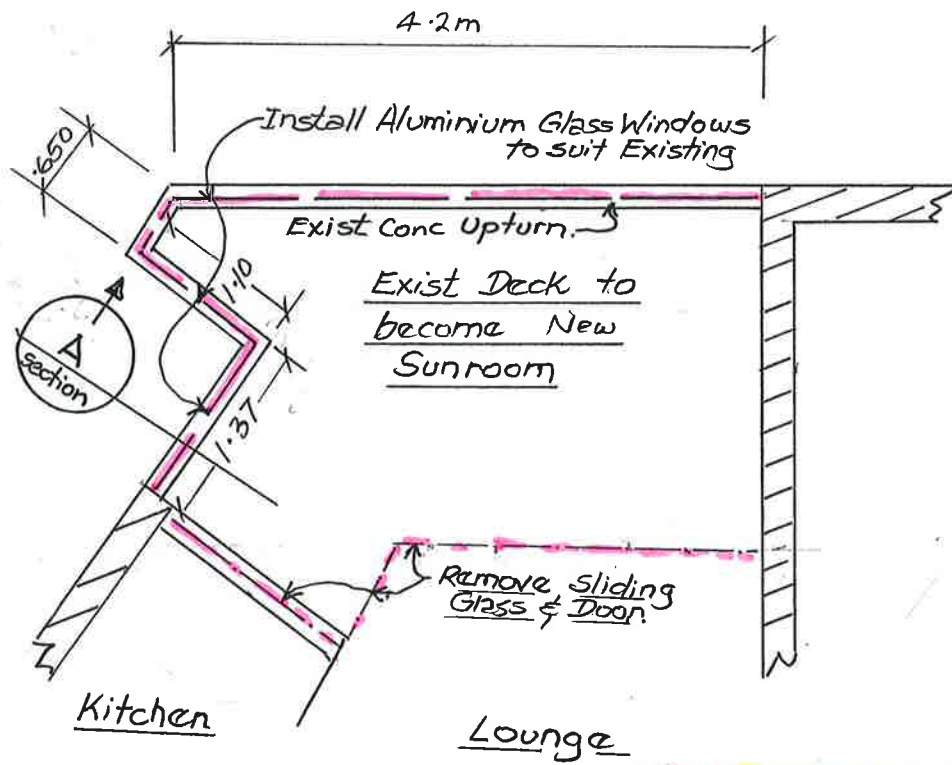 4.2m
Install Aluminium Glass Windows
to suit Existing
.650
Exist Conc Upturn.
1.10
Exist Deck to
become New
Sunroom
A
section
1.37
Remove Sliding
Glass & Door.
Kitchen
Lounge